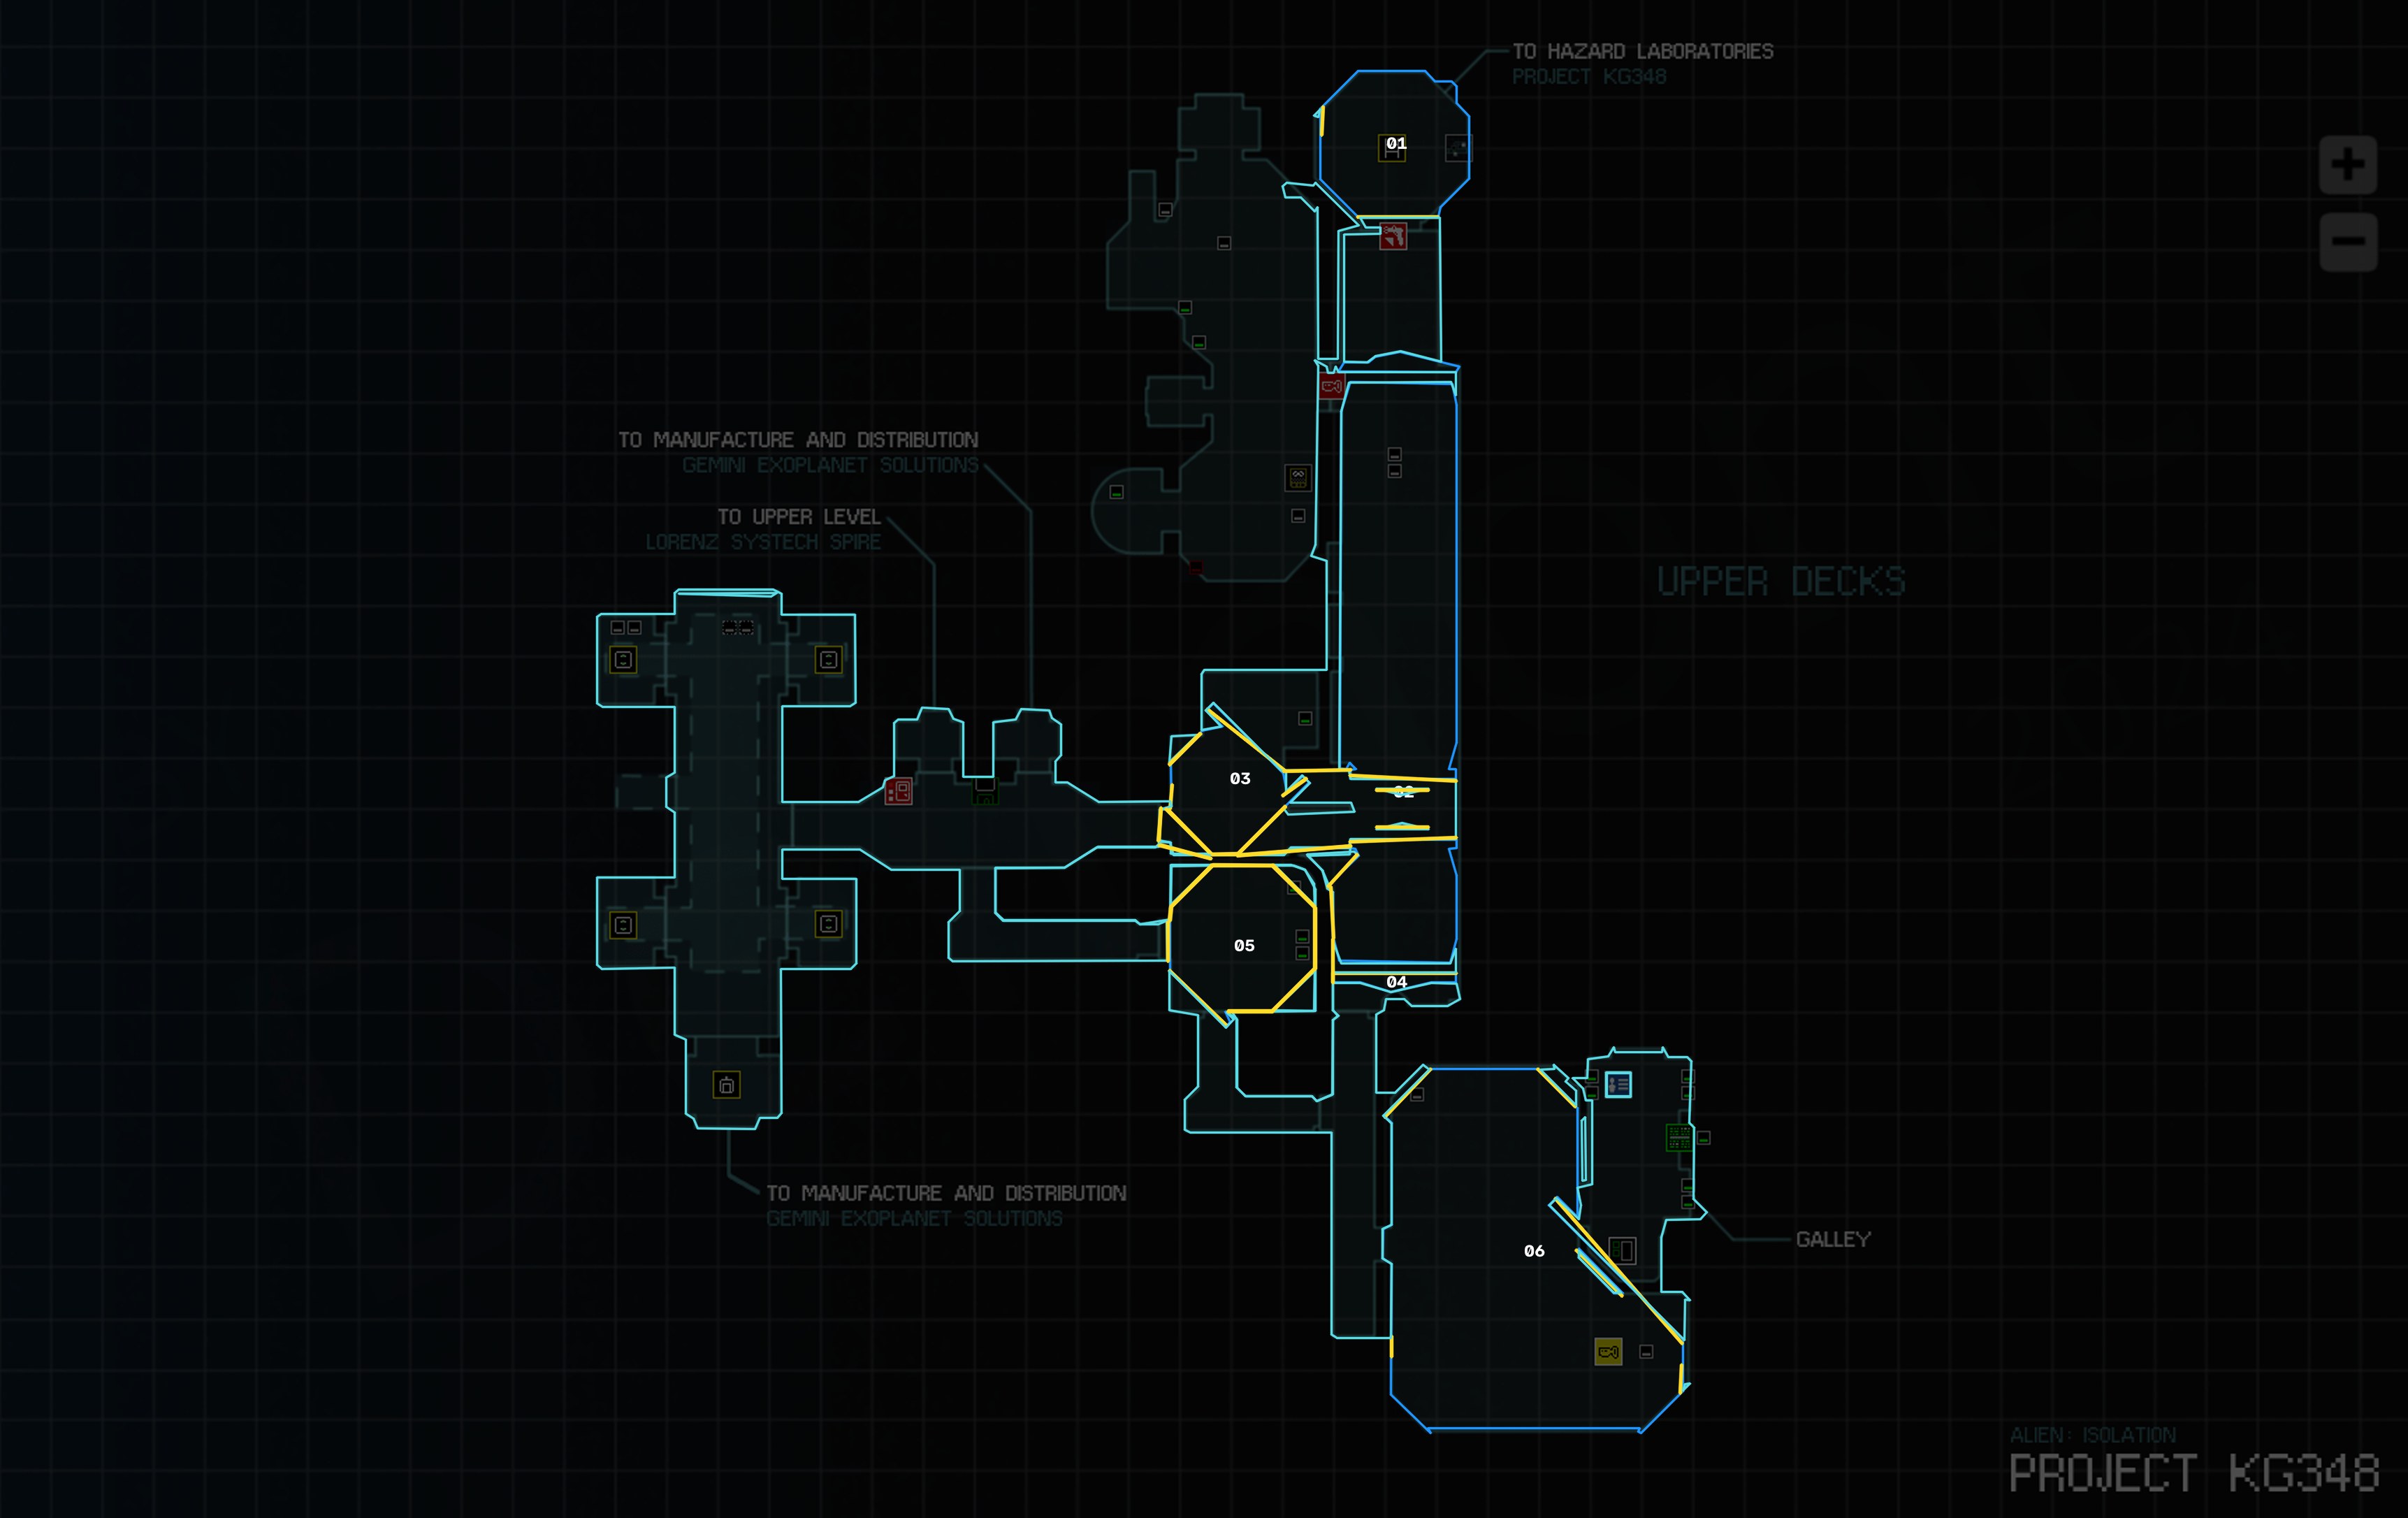 TO HAZARD LABORATORIES
PROJECT KG348
01
TO MANUFACTURE AND DISTRIBUTION
GEMINI EXOPLANET SOLUTIONS
TO UPPER LEVEL
LORENZ SYSTECH SPIRE
UPPER DECKS
03
02
05
04
TO MANUFACTURE AND DISTRIBUTION
GEMINI EXOPLANET SOLUTIONS
GALLEY
06
ALIEN: ISOLATION
PROJECT KG348